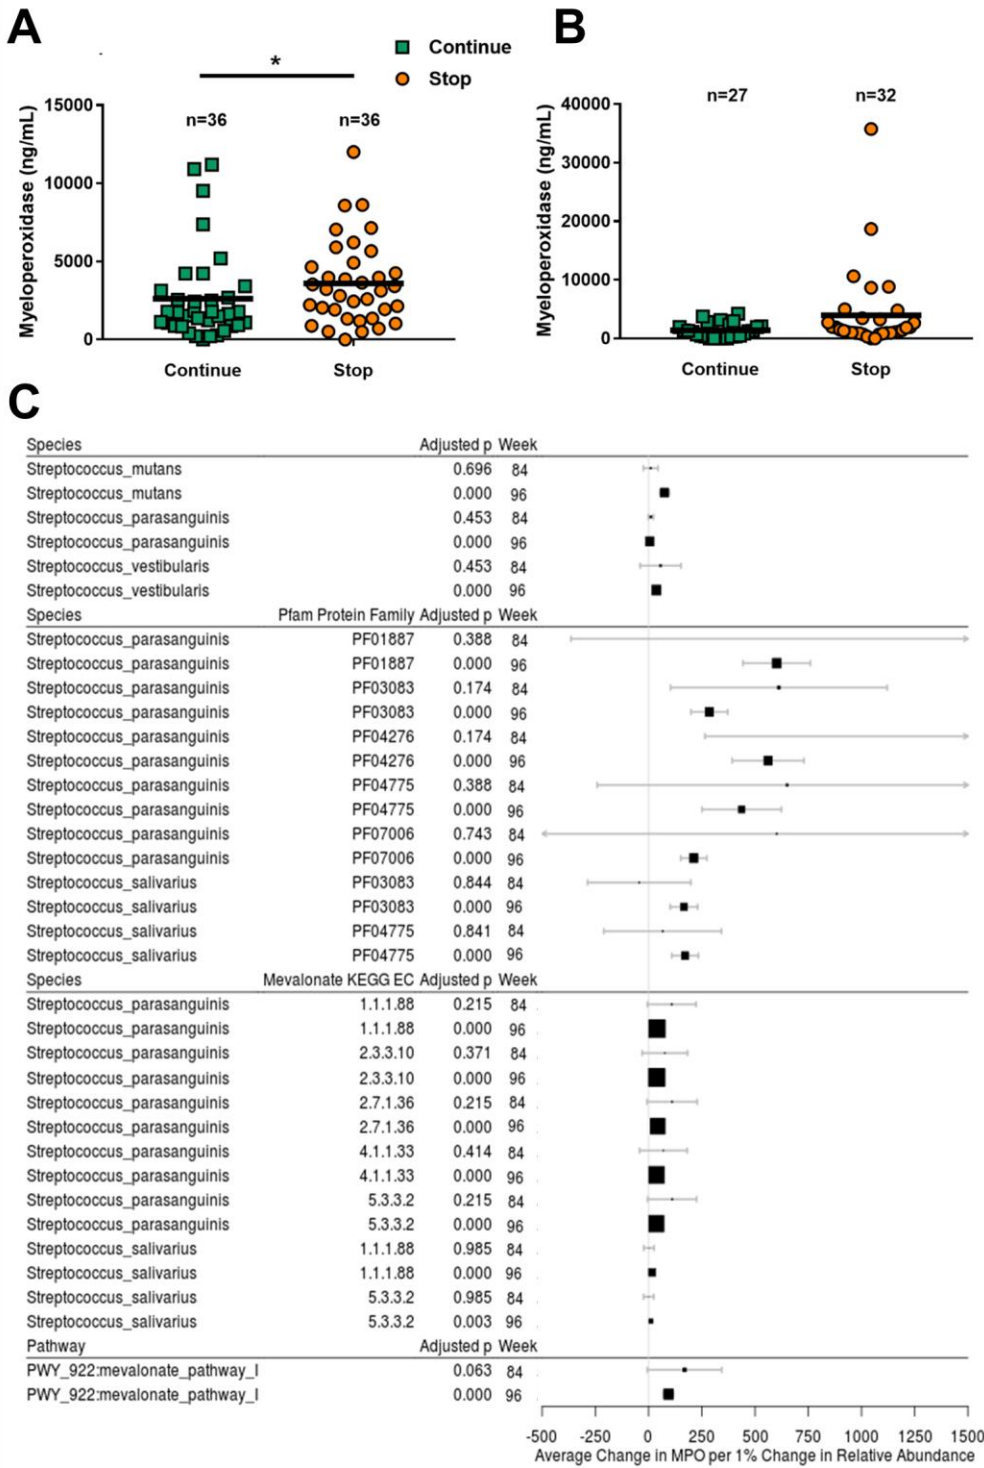 A
B
Continue
Stop
*
Myeloperoxidase (ng/mL)
15000
10000
5000
0
n=36
n=36
Continue
Stop
Myeloperoxidase (ng/mL)
40000
30000
20000
10000
0
n=27
n=32
Continue
Stop
C
Species Adjusted p Week
Streptococcus_mutans 0.696 84
Streptococcus_mutans 0.000 96
Streptococcus_parasanguinis 0.453 84
Streptococcus_parasanguinis 0.000 96
Streptococcus_vestibularis 0.453 84
Streptococcus_vestibularis 0.000 96
Species Pfam Protein Family Adjusted p Week
Streptococcus_parasanguinis PF01887 0.388 84
Streptococcus_parasanguinis PF01887 0.000 96
Streptococcus_parasanguinis PF03083 0.174 84
Streptococcus_parasanguinis PF03083 0.000 96
Streptococcus_parasanguinis PF04276 0.174 84
Streptococcus_parasanguinis PF04276 0.000 96
Streptococcus_parasanguinis PF04775 0.388 84
Streptococcus_parasanguinis PF04775 0.000 96
Streptococcus_parasanguinis PF07006 0.743 84
Streptococcus_parasanguinis PF07006 0.000 96
Streptococcus_salivarius PF03083 0.844 84
Streptococcus_salivarius PF03083 0.000 96
Streptococcus_salivarius PF04775 0.841 84
Streptococcus_salivarius PF04775 0.000 96
Species Mevalonate KEGG EC Adjusted p Week
Streptococcus_parasanguinis 1.1.1.88 0.215 84
Streptococcus_parasanguinis 1.1.1.88 0.000 96
Streptococcus_parasanguinis 2.3.3.10 0.371 84
Streptococcus_parasanguinis 2.3.3.10 0.000 96
Streptococcus_parasanguinis 2.7.1.36 0.215 84
Streptococcus_parasanguinis 2.7.1.36 0.000 96
Streptococcus_parasanguinis 4.1.1.33 0.414 84
Streptococcus_parasanguinis 4.1.1.33 0.000 96
Streptococcus_parasanguinis 5.3.3.2 0.215 84
Streptococcus_parasanguinis 5.3.3.2 0.000 96
Streptococcus_salivarius 1.1.1.88 0.985 84
Streptococcus_salivarius 1.1.1.88 0.000 96
Streptococcus_salivarius 5.3.3.2 0.985 84
Streptococcus_salivarius 5.3.3.2 0.003 96
Pathway Adjusted p Week
PWY_922:mevalonate_pathway_I 0.063 84
PWY_922:mevalonate_pathway_I 0.000 96
-500 -250 0 250 500 750 1000 1250 1500
Average Change in MPO per 1% Change in Relative Abundance